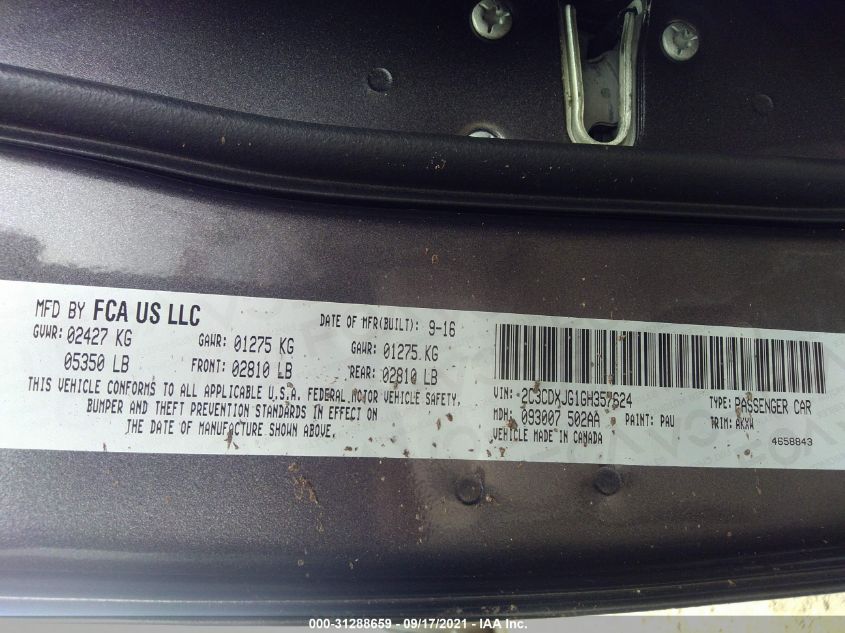 MFD BY FCA US LLC
DATE OF MFR(BUILT): 9-16
GVWR: 02427 KG GAWR: 01275 KG GAWR: 01275 KG
05350 LB FRONT: 02810 LB REAR: 02810 LB
THIS VEHICLE CONFORMS TO ALL APPLICABLE U.S.A. FEDERAL MOTOR VEHICLE SAFETY,
BUMPER AND THEFT PREVENTION STANDARDS IN EFFECT ON
THE DATE OF MANUFACTURE SHOWN ABOVE.
VIN: 2C3CDXJG1GH357624 TYPE: PASSENGER CAR
MDH: 093007 502AA PAINT: PAU TRIM: AKXW
VEHICLE MADE IN CANADA 4658843
000-31288659 - 09/17/2021 - IAA Inc.